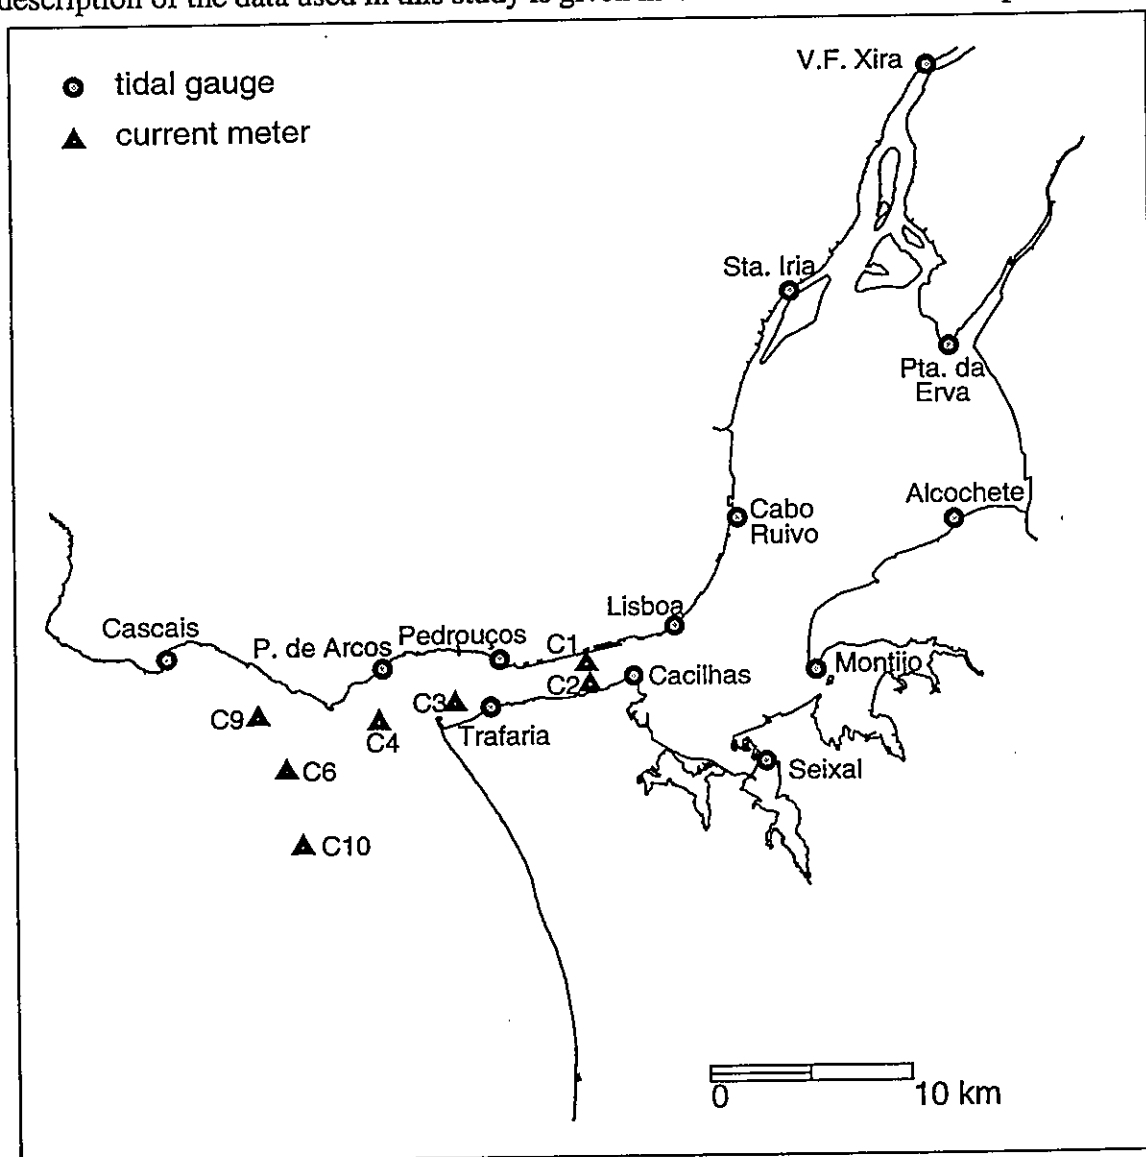 description of the data used in this study is given in
tidal gauge
current meter
V.F. Xira
Sta. Iria
Pta. da
Erva
Cabo
Ruivo
Alcochete
Lisboa
Cascais
P. de Arcos
Pedrouços
C1
C2
Cacilhas
Montijo
C3
Trafaria
C9
C4
Seixal
C6
C10
0
10 km